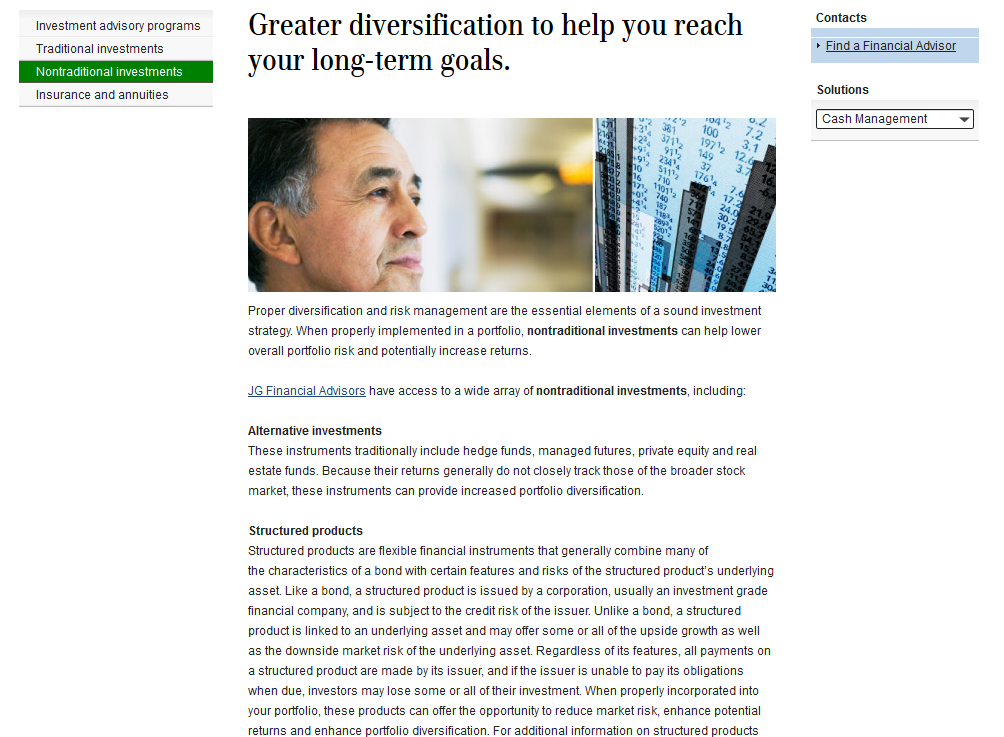 Investment advisory programs
Traditional investments
Nontraditional investments
Insurance and annuities
Greater diversification to help you reach
your long-term goals.
Proper diversification and risk management are the essential elements of a sound investment
strategy. When properly implemented in a portfolio, nontraditional investments can help lower
overall portfolio risk and potentially increase returns.
JG Financial Advisors have access to a wide array of nontraditional investments, including:
Alternative investments
These instruments traditionally include hedge funds, managed futures, private equity and real
estate funds. Because their returns generally do not closely track those of the broader stock
market, these instruments can provide increased portfolio diversification.
Structured products
Structured products are flexible financial instruments that generally combine many of
the characteristics of a bond with certain features and risks of the structured product's underlying
asset. Like a bond, a structured product is issued by a corporation, usually an investment grade
financial company, and is subject to the credit risk of the issuer. Unlike a bond, a structured
product is linked to an underlying asset and may offer some or all of the upside growth as well
as the downside market risk of the underlying asset. Regardless of its features, all payments on
a structured product are made by its issuer, and if the issuer is unable to pay its obligations
when due, investors may lose some or all of their investment. When properly incorporated into
your portfolio, these products can offer the opportunity to reduce market risk, enhance potential
returns and enhance portfolio diversification. For additional information on structured products
Contacts
Find a Financial Advisor
Solutions
Cash Management